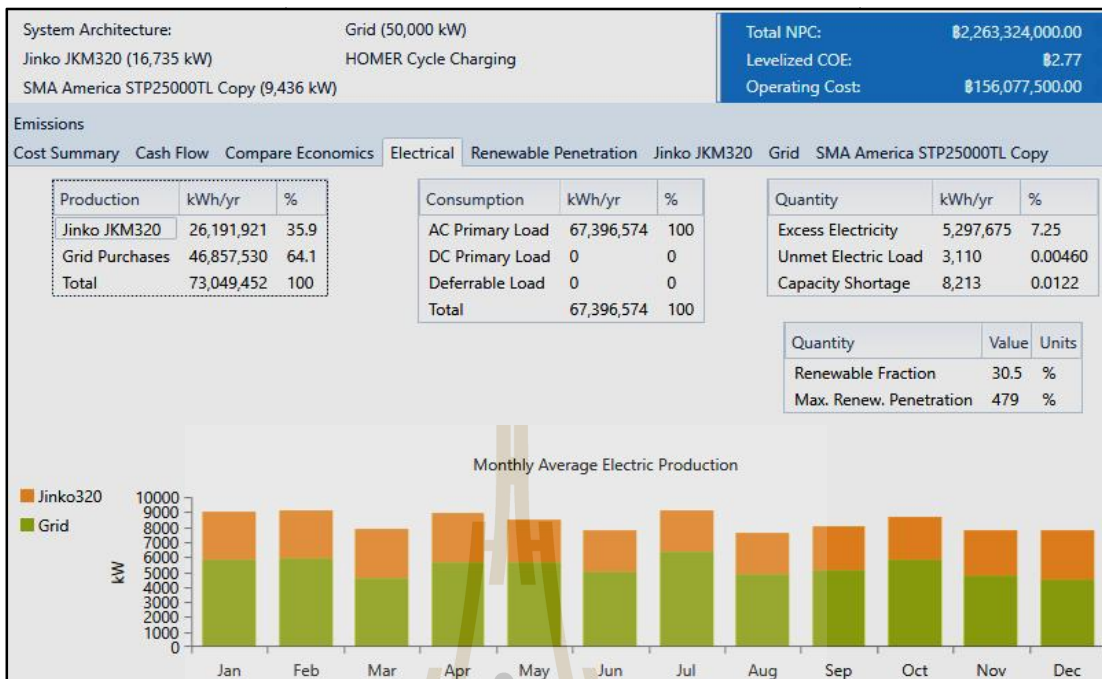 System Architecture: Grid (50,000 kW) Total NPC: ฿2,263,324,000.00
Jinko JKM320 (16,735 kW) HOMER Cycle Charging Levelized COE: ฿2.77
SMA America STP25000TL Copy (9,436 kW) Operating Cost: ฿156,077,500.00
Emissions
Cost Summary Cash Flow Compare Economics Electrical Renewable Penetration Jinko JKM320 Grid SMA America STP25000TL Copy
Production kWh/yr %
Jinko JKM320 26,191,921 35.9
Grid Purchases 46,857,530 64.1
Total 73,049,452 100
Consumption kWh/yr %
AC Primary Load 67,396,574 100
DC Primary Load 0 0
Deferrable Load 0 0
Total 67,396,574 100
Quantity kWh/yr %
Excess Electricity 5,297,675 7.25
Unmet Electric Load 3,110 0.00460
Capacity Shortage 8,213 0.0122
Quantity Value Units
Renewable Fraction 30.5 %
Max. Renew. Penetration 479 %
Monthly Average Electric Production
Jinko320
Grid
kW
10000
9000
8000
7000
6000
5000
4000
3000
2000
1000
0
Jan Feb Mar Apr May Jun Jul Aug Sep Oct Nov Dec